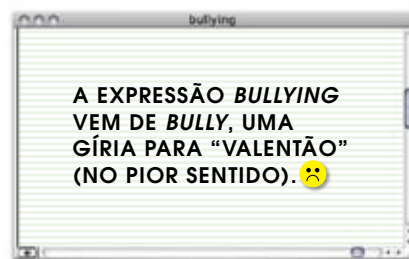 bullying
A EXPRESSÃO BULLYING
VEM DE BULLY, UMA
GÍRIA PARA “VALENTÃO”
(NO PIOR SENTIDO).